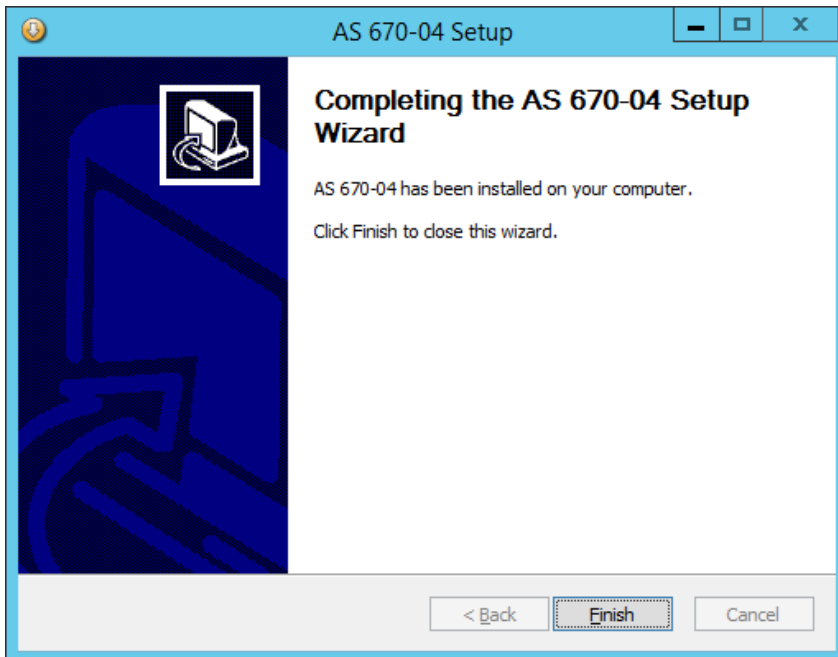 AS 670-04 Setup
Completing the AS 670-04 Setup
Wizard
AS 670-04 has been installed on your computer.
Click Finish to close this wizard.
< Back
Finish
Cancel